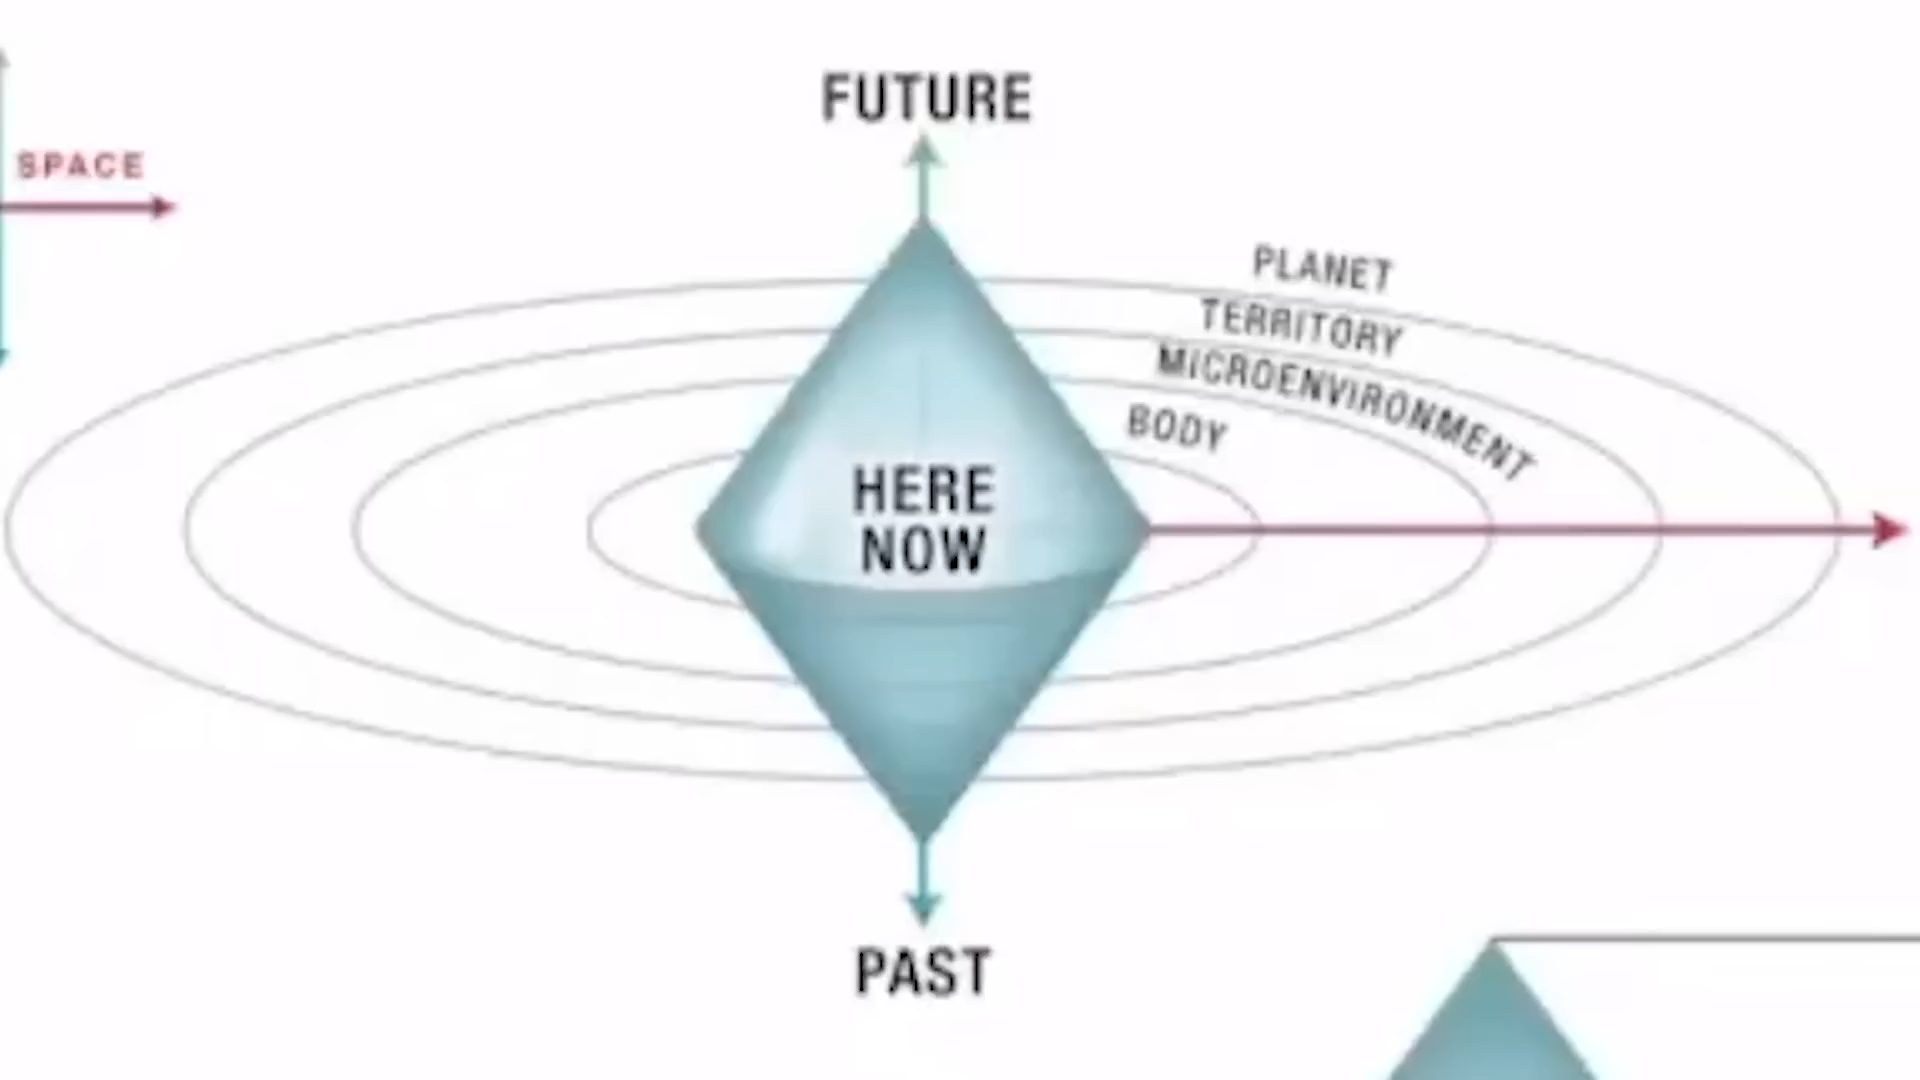 FUTURE
SPACE
PLANET
TERRITORY
MICROENVIRONMENT
BODY
HERE
NOW
PAST